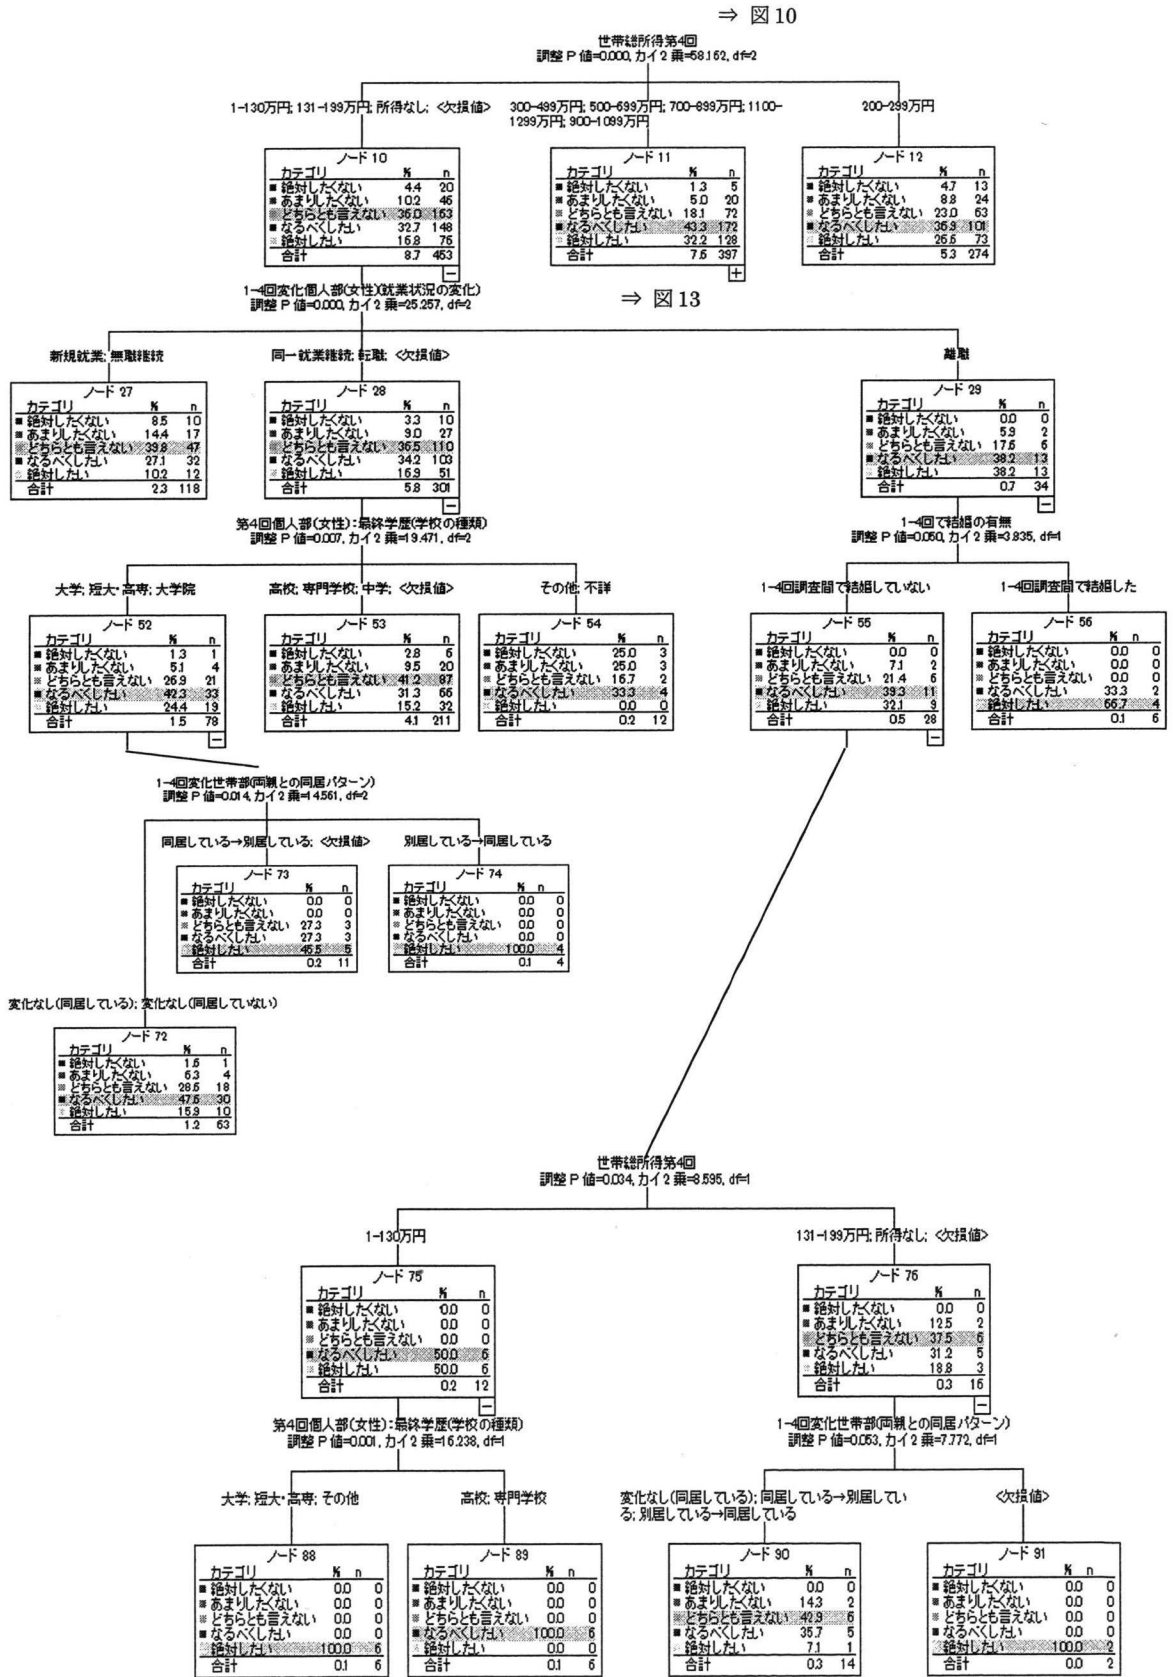 ⇒ 図10
世帯総所得第4回
調整 P 値=0.000, カイ2乗=58.152, df=2
1-130万円; 131-199万円; 所得なし; <欠損値>
300-499万円; 500-699万円; 700-899万円; 1100-
1299万円; 900-1099万円
200-299万円
ノード 10
カテゴリ % n
絶対したくない 4.4 20
あまりしたくない 10.2 46
どちらとも言えない 36.0 163
なるべくしたい 32.7 148
絶対したい 16.8 76
合計 8.7 453
ノード 11
カテゴリ % n
絶対したくない 1.3 5
あまりしたくない 5.0 20
どちらとも言えない 18.1 72
なるべくしたい 43.3 172
絶対したい 32.2 128
合計 7.6 397
ノード 12
カテゴリ % n
絶対したくない 4.7 13
あまりしたくない 8.8 24
どちらとも言えない 23.0 63
なるべくしたい 36.9 101
絶対したい 26.6 73
合計 5.3 274
1-4回変化個人部(女性)(就業状況の変化)
調整 P 値=0.000, カイ2乗=25.257, df=2
⇒ 図13
新規就業; 無職継続
同一就業継続; 転職; <欠損値>
離職
ノード 27
カテゴリ % n
絶対したくない 8.5 10
あまりしたくない 14.4 17
どちらとも言えない 39.8 47
なるべくしたい 27.1 32
絶対したい 10.2 12
合計 2.3 118
ノード 28
カテゴリ % n
絶対したくない 3.3 10
あまりしたくない 9.0 27
どちらとも言えない 36.5 110
なるべくしたい 34.2 103
絶対したい 16.9 51
合計 5.8 301
ノード 29
カテゴリ % n
絶対したくない 0.0 0
あまりしたくない 5.9 2
どちらとも言えない 17.6 6
なるべくしたい 38.2 13
絶対したい 38.2 13
合計 0.7 34
第4回個人部(女性):最終学歴(学校の種類)
調整 P 値=0.007, カイ2乗=19.471, df=2
1-4回で結婚の有無
調整 P 値=0.050, カイ2乗=3.835, df=1
大学; 短大・高専; 大学院
高校; 専門学校; 中学; <欠損値>
その他; 不詳
1-4回調査間で結婚していない
1-4回調査間で結婚した
ノード 52
カテゴリ % n
絶対したくない 1.3 1
あまりしたくない 5.1 4
どちらとも言えない 26.9 21
なるべくしたい 42.3 33
絶対したい 24.4 19
合計 1.5 78
ノード 53
カテゴリ % n
絶対したくない 2.8 6
あまりしたくない 9.5 20
どちらとも言えない 41.2 87
なるべくしたい 31.3 66
絶対したい 15.2 32
合計 4.1 211
ノード 54
カテゴリ % n
絶対したくない 25.0 3
あまりしたくない 25.0 3
どちらとも言えない 16.7 2
なるべくしたい 33.3 4
絶対したい 0.0 0
合計 0.2 12
ノード 55
カテゴリ % n
絶対したくない 0.0 0
あまりしたくない 7.1 2
どちらとも言えない 21.4 6
なるべくしたい 39.3 11
絶対したい 32.1 9
合計 0.5 28
ノード 56
カテゴリ % n
絶対したくない 0.0 0
あまりしたくない 0.0 0
どちらとも言えない 0.0 0
なるべくしたい 33.3 2
絶対したい 66.7 4
合計 0.1 6
1-4回変化世帯部(両親との同居パターン)
調整 P 値=0.014, カイ2乗=14.561, df=2
同居している→別居している; <欠損値>
別居している→同居している
ノード 73
カテゴリ % n
絶対したくない 0.0 0
あまりしたくない 0.0 0
どちらとも言えない 27.3 3
なるべくしたい 27.3 3
絶対したい 45.5 5
合計 0.2 11
ノード 74
カテゴリ % n
絶対したくない 0.0 0
あまりしたくない 0.0 0
どちらとも言えない 0.0 0
なるべくしたい 0.0 0
絶対したい 100.0 4
合計 0.1 4
変化なし(同居している); 変化なし(同居していない)
ノード 72
カテゴリ % n
絶対したくない 1.6 1
あまりしたくない 6.3 4
どちらとも言えない 28.6 18
なるべくしたい 47.6 30
絶対したい 15.9 10
合計 1.2 63
世帯総所得第4回
調整 P 値=0.034, カイ2乗=8.595, df=1
1-130万円
131-199万円; 所得なし; <欠損値>
ノード 75
カテゴリ % n
絶対したくない 0.0 0
あまりしたくない 0.0 0
どちらとも言えない 0.0 0
なるべくしたい 50.0 6
絶対したい 50.0 6
合計 0.2 12
ノード 76
カテゴリ % n
絶対したくない 0.0 0
あまりしたくない 12.5 2
どちらとも言えない 37.5 6
なるべくしたい 31.2 5
絶対したい 18.8 3
合計 0.3 16
第4回個人部(女性):最終学歴(学校の種類)
調整 P 値=0.001, カイ2乗=16.238, df=1
1-4回変化世帯部(両親との同居パターン)
調整 P 値=0.053, カイ2乗=7.772, df=1
大学; 短大・高専; その他
高校; 専門学校
変化なし(同居している); 同居している→別居してい
る; 別居している→同居している
<欠損値>
ノード 88
カテゴリ % n
絶対したくない 0.0 0
あまりしたくない 0.0 0
どちらとも言えない 0.0 0
なるべくしたい 0.0 0
絶対したい 100.0 6
合計 0.1 6
ノード 89
カテゴリ % n
絶対したくない 0.0 0
あまりしたくない 0.0 0
どちらとも言えない 0.0 0
なるべくしたい 100.0 6
絶対したい 0.0 0
合計 0.1 6
ノード 90
カテゴリ % n
絶対したくない 0.0 0
あまりしたくない 14.3 2
どちらとも言えない 42.9 6
なるべくしたい 35.7 5
絶対したい 7.1 1
合計 0.3 14
ノード 91
カテゴリ % n
絶対したくない 0.0 0
あまりしたくない 0.0 0
どちらとも言えない 0.0 0
なるべくしたい 0.0 0
絶対したい 100.0 2
合計 0.0 2